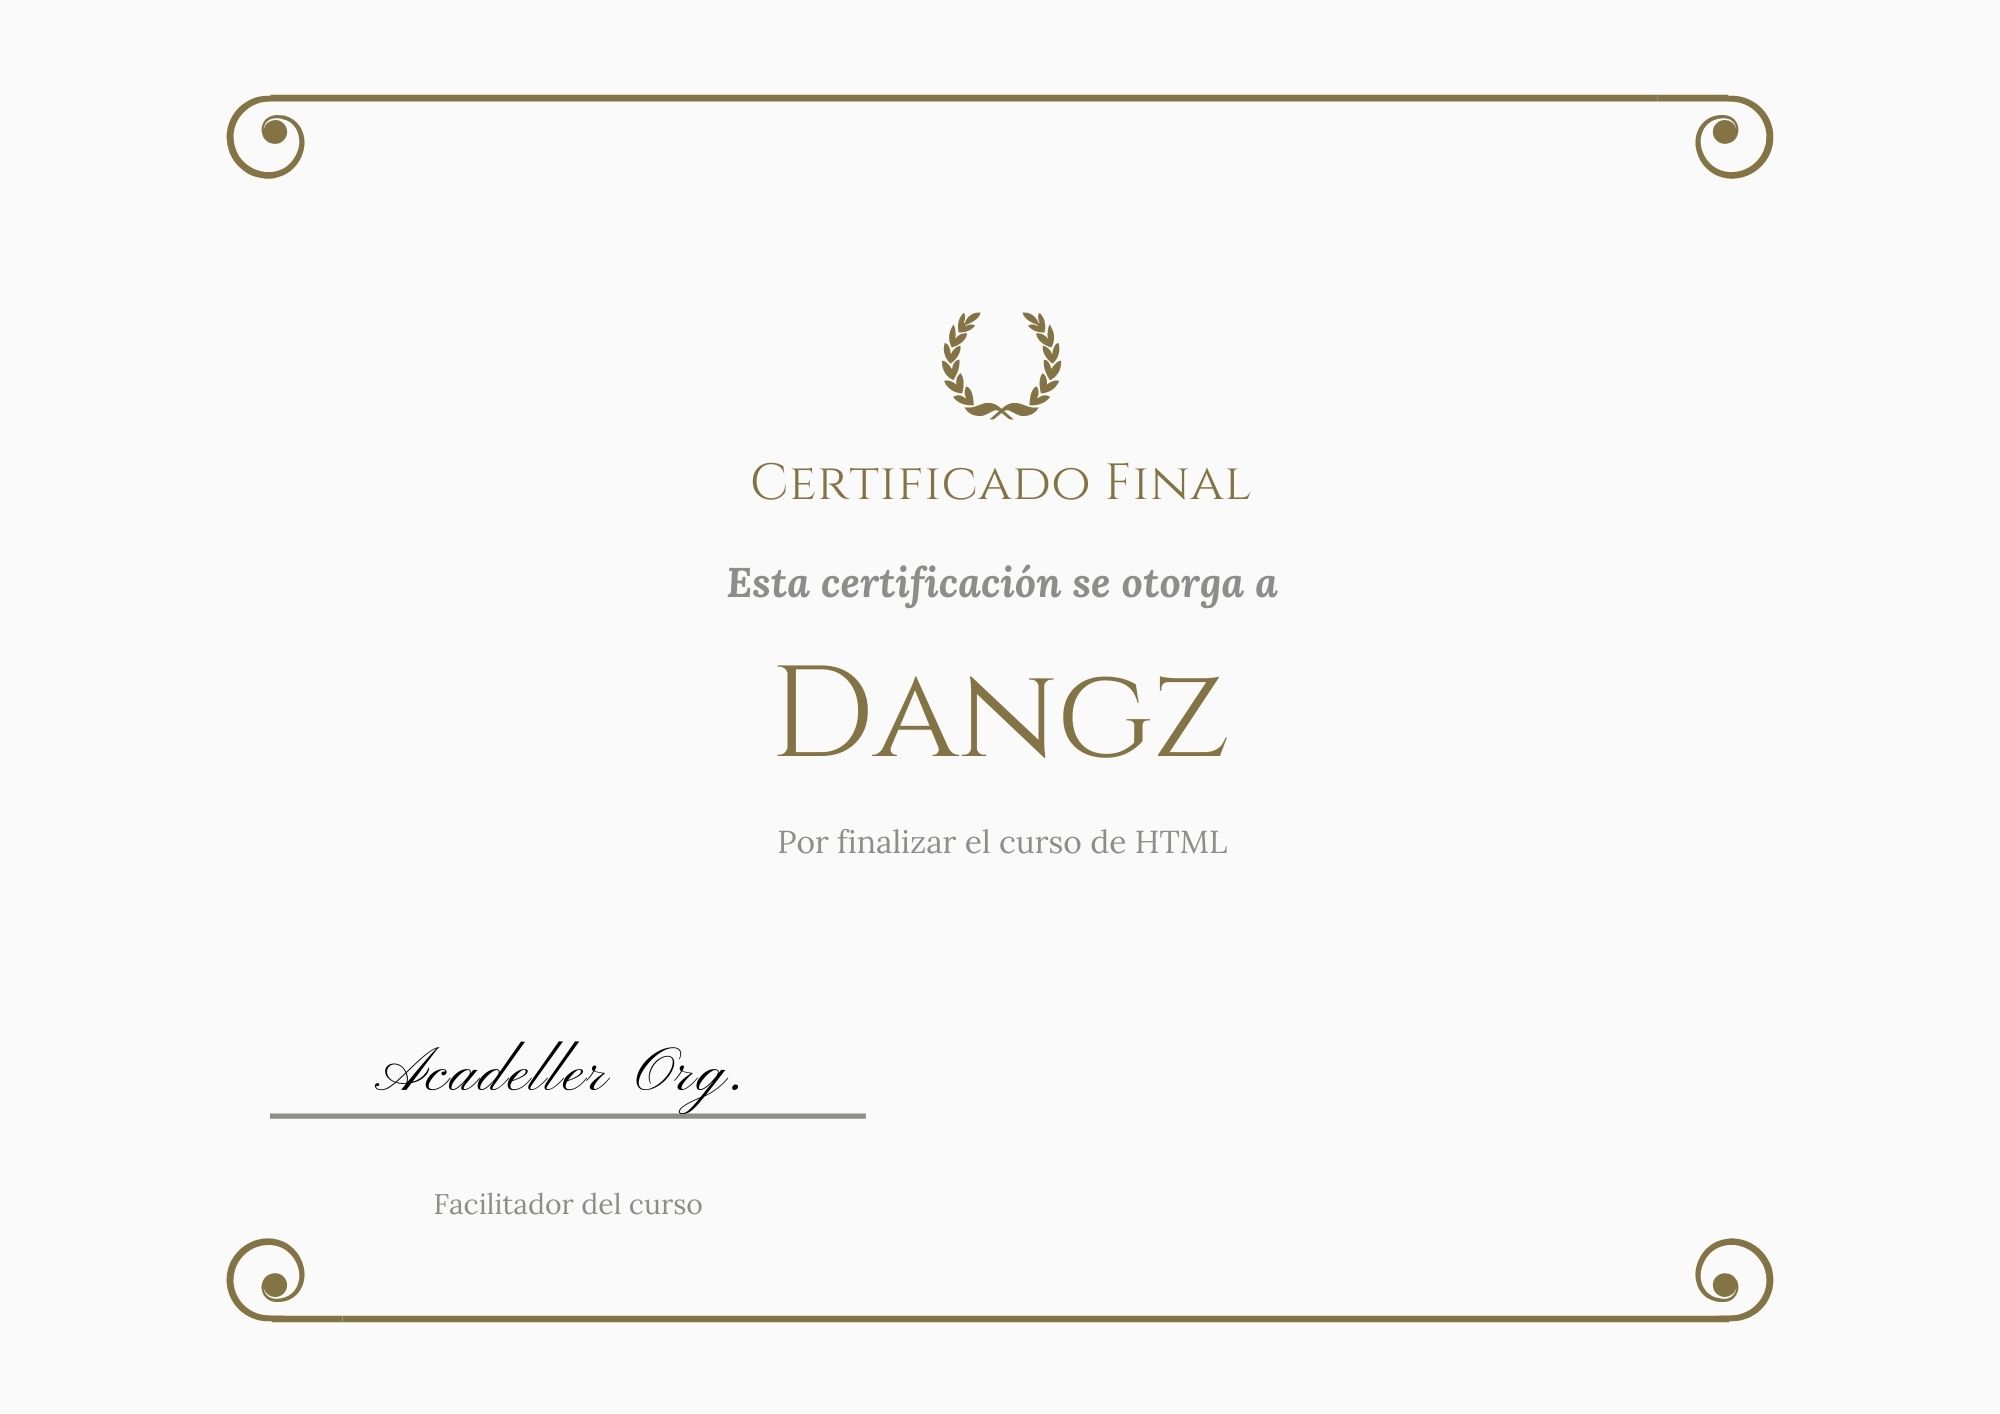 Certificado Final
Esta certificación se otorga a
Dangz
Por finalizar el curso de HTML
Acadeller Org.
Facilitador del curso